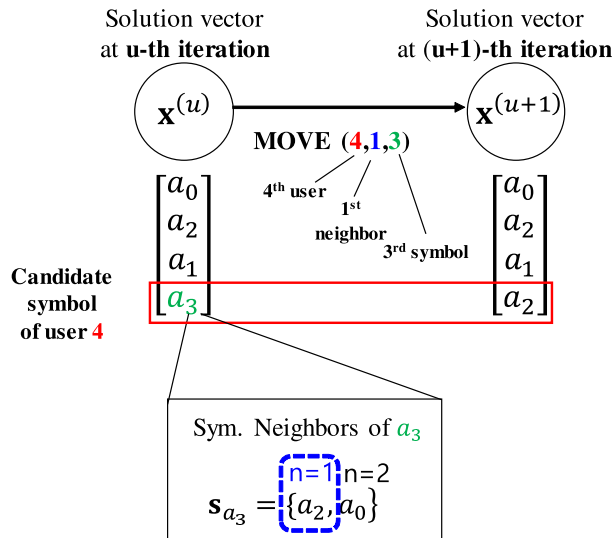 Solution vector
at u-th iteration
Solution vector
at (u+1)-th iteration
x⁽ᵘ⁾
x⁽ᵘ⁺¹⁾
MOVE (4,1,3)
4ᵗʰ user
1ˢᵗ
neighbor
3ʳᵈ symbol
a₀
a₂
a₁
a₃
a₀
a₂
a₁
a₂
Candidate
symbol
of user 4
Sym. Neighbors of a₃
n=1 n=2
s_{a₃} = {a₂,a₀}